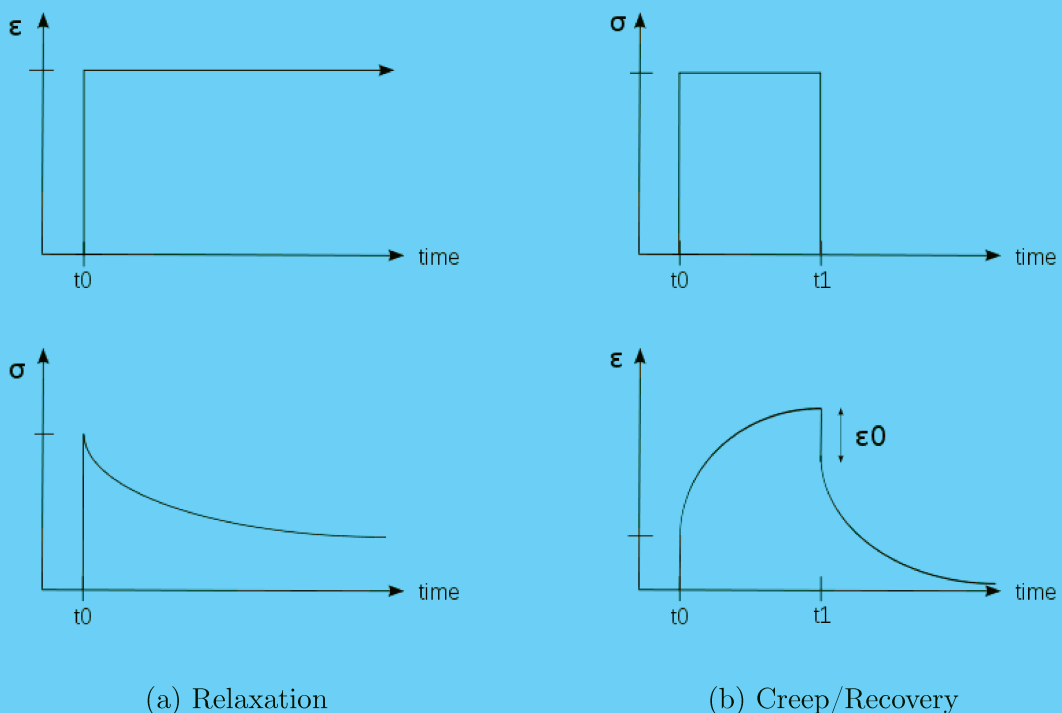 ε
time
t0
σ
time
t0
t1
σ
time
t0
ε
ε0
time
t0
t1
(a) Relaxation
(b) Creep/Recovery